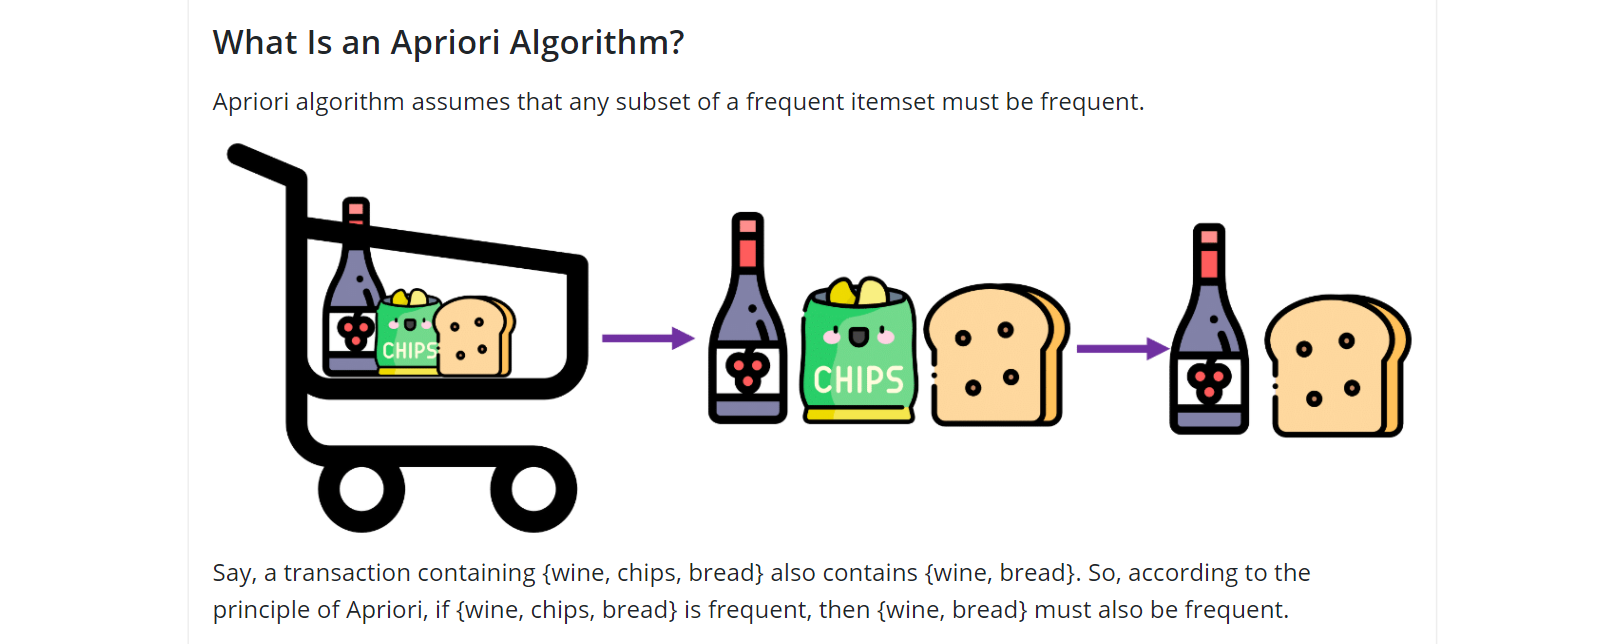 What Is an Apriori Algorithm?
Apriori algorithm assumes that any subset of a frequent itemset must be frequent.
CHIPS
CHIPS
Say, a transaction containing {wine, chips, bread} also contains {wine, bread}. So, according to the
principle of Apriori, if {wine, chips, bread} is frequent, then {wine, bread} must also be frequent.